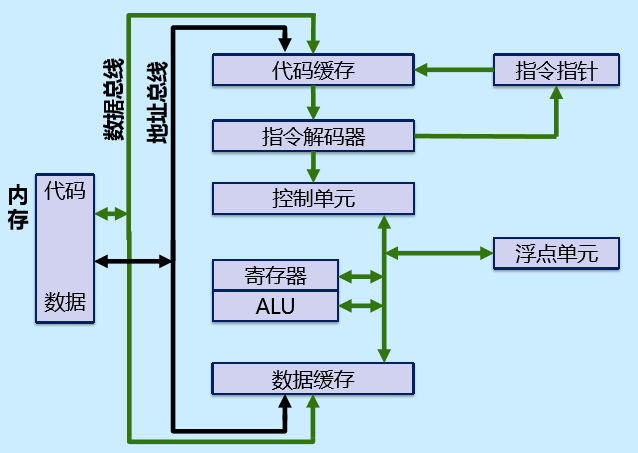 数据总线
地址总线
代码缓存
指令指针
指令解码器
内存
代码
数据
控制单元
浮点单元
寄存器
ALU
数据缓存